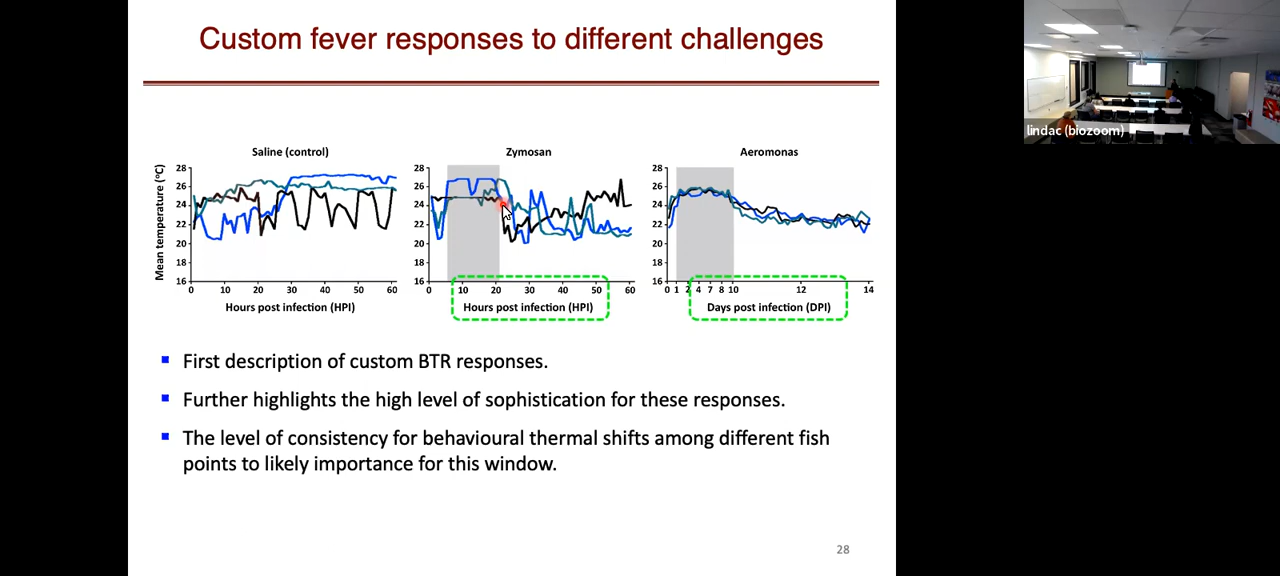 Custom fever responses to different challenges
lindac (biozoom)
Saline (control)
Zymosan
Aeromonas
Mean temperature (ºC)
28
26
24
22
20
18
16
0 10 20 30 40 50 60
Hours post infection (HPI)
28
26
24
22
20
18
16
0 10 20 30 40 50 60
Hours post infection (HPI)
28
26
24
22
20
18
16
0 1 2 4 7 8 10 12 14
Days post infection (DPI)
First description of custom BTR responses.
Further highlights the high level of sophistication for these responses.
The level of consistency for behavioural thermal shifts among different fish
points to likely importance for this window.
28